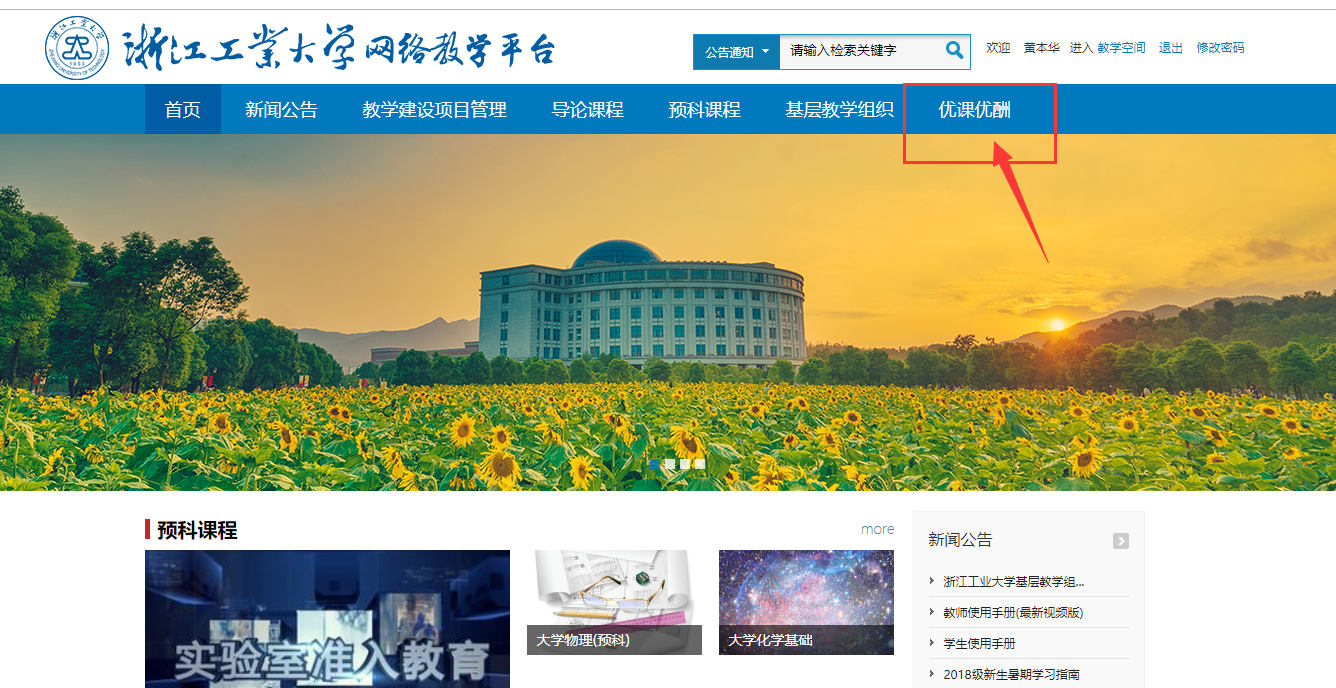 浙江工业大学网络教学平台
公告通知 请输入检索关键字 欢迎 黄本华 进入 教学空间 退出 修改密码
首页 新闻公告 教学建设项目管理 导论课程 预科课程 基层教学组织 优课优酬
预科课程 more
实验室准入教育
大学物理(预科)
大学化学基础
新闻公告
浙江工业大学基层教学组...
教师使用手册(最新视频版)
学生使用手册
2018级新生暑期学习指南